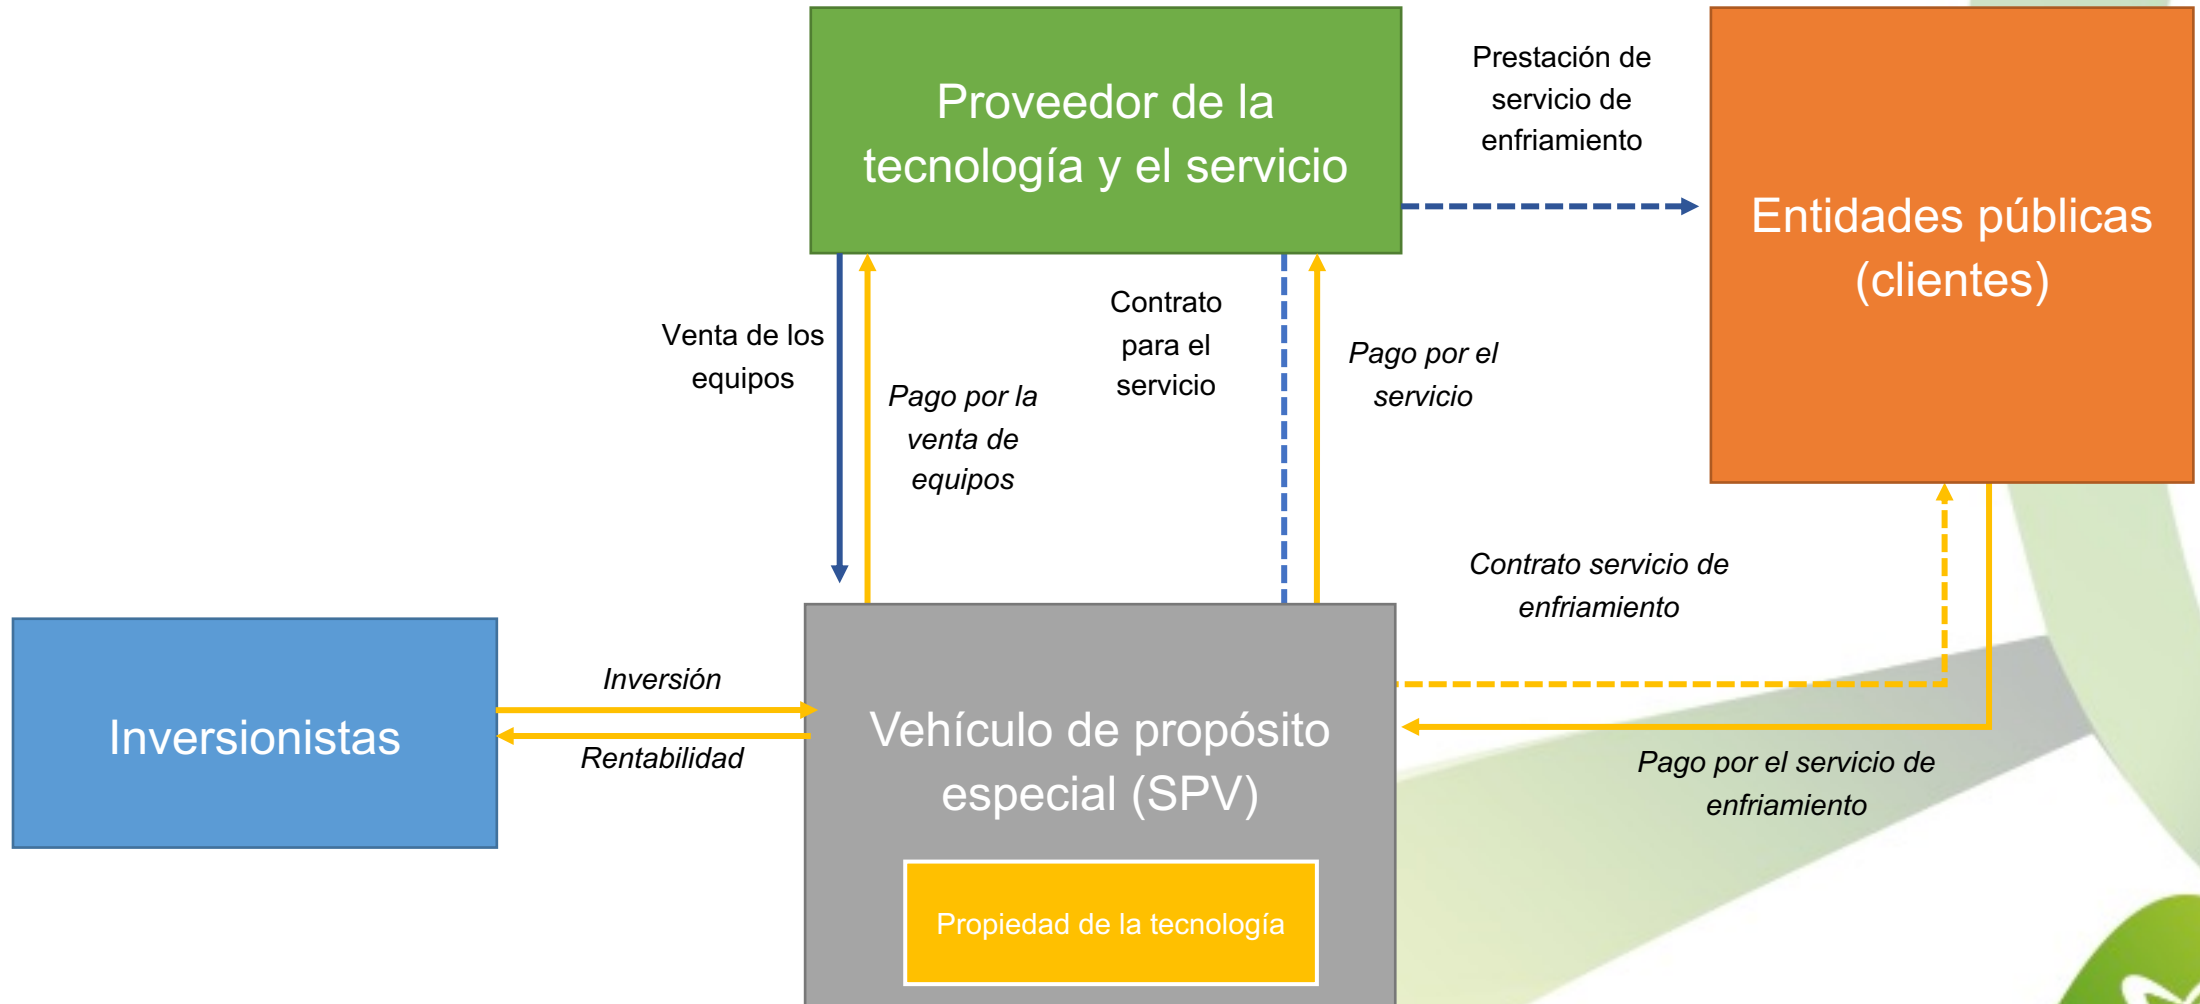 Proveedor de la
tecnología y el servicio
Prestación de
servicio de
enfriamiento
Entidades públicas
(clientes)
Venta de los
equipos
Pago por la
venta de
equipos
Contrato
para el
servicio
Pago por el
servicio
Contrato servicio de
enfriamiento
Inversionistas
Inversión
Rentabilidad
Vehículo de propósito
especial (SPV)
Pago por el servicio de
enfriamiento
Propiedad de la tecnología